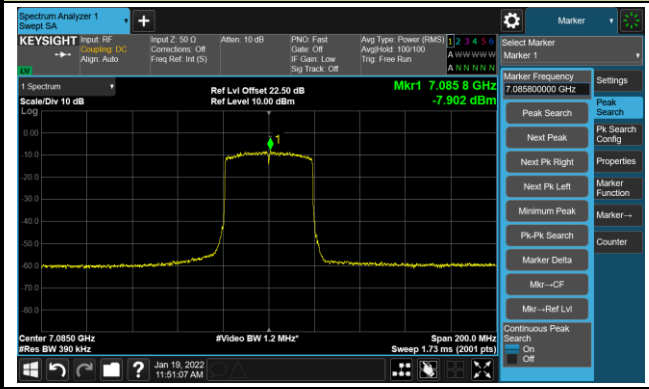 Spectrum Analyzer 1
Swept SA
Marker
KEYSIGHT
Input: RF
Coupling: DC
Align: Auto
Input Z: 50 Ω
Corrections: Off
Freq Ref: Int (S)
Atten: 10 dB
PNO: Fast
Gate: Off
IF Gain: Low
Sig Track: Off
Avg Type: Power (RMS)
Avg|Hold: 100/100
Trig: Free Run
1 2 3 4 5 6
A W W W W W
A N N N N N
LW
Select Marker
Marker 1
1 Spectrum
Scale/Div 10 dB
Log
Ref Lvl Offset 22.50 dB
Ref Level 10.00 dBm
Mkr1 7.085 8 GHz
-7.902 dBm
1
0.00
-10.0
-20.0
-30.0
-40.0
-50.0
-60.0
-70.0
-80.0
Center 7.0850 GHz
#Res BW 390 kHz
#Video BW 1.2 MHz*
Span 200.0 MHz
Sweep 1.73 ms (2001 pts)
Marker Frequency
7.085800000 GHz
Peak Search
Next Peak
Next Pk Right
Next Pk Left
Minimum Peak
Pk-Pk Search
Marker Delta
Mkr→CF
Mkr→Ref Lvl
Continuous Peak
Search
On
Off
Settings
Peak
Search
Pk Search
Config
Properties
Marker
Function
Marker→
Counter
?
Jan 19, 2022
11:51:07 AM